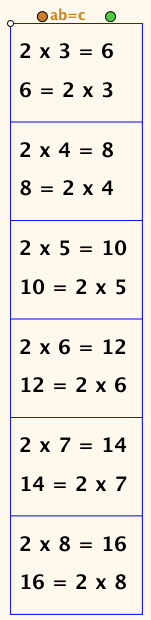 ab=c
2 x 3 = 6
6 = 2 x 3
2 x 4 = 8
8 = 2 x 4
2 x 5 = 10
10 = 2 x 5
2 x 6 = 12
12 = 2 x 6
2 x 7 = 14
14 = 2 x 7
2 x 8 = 16
16 = 2 x 8